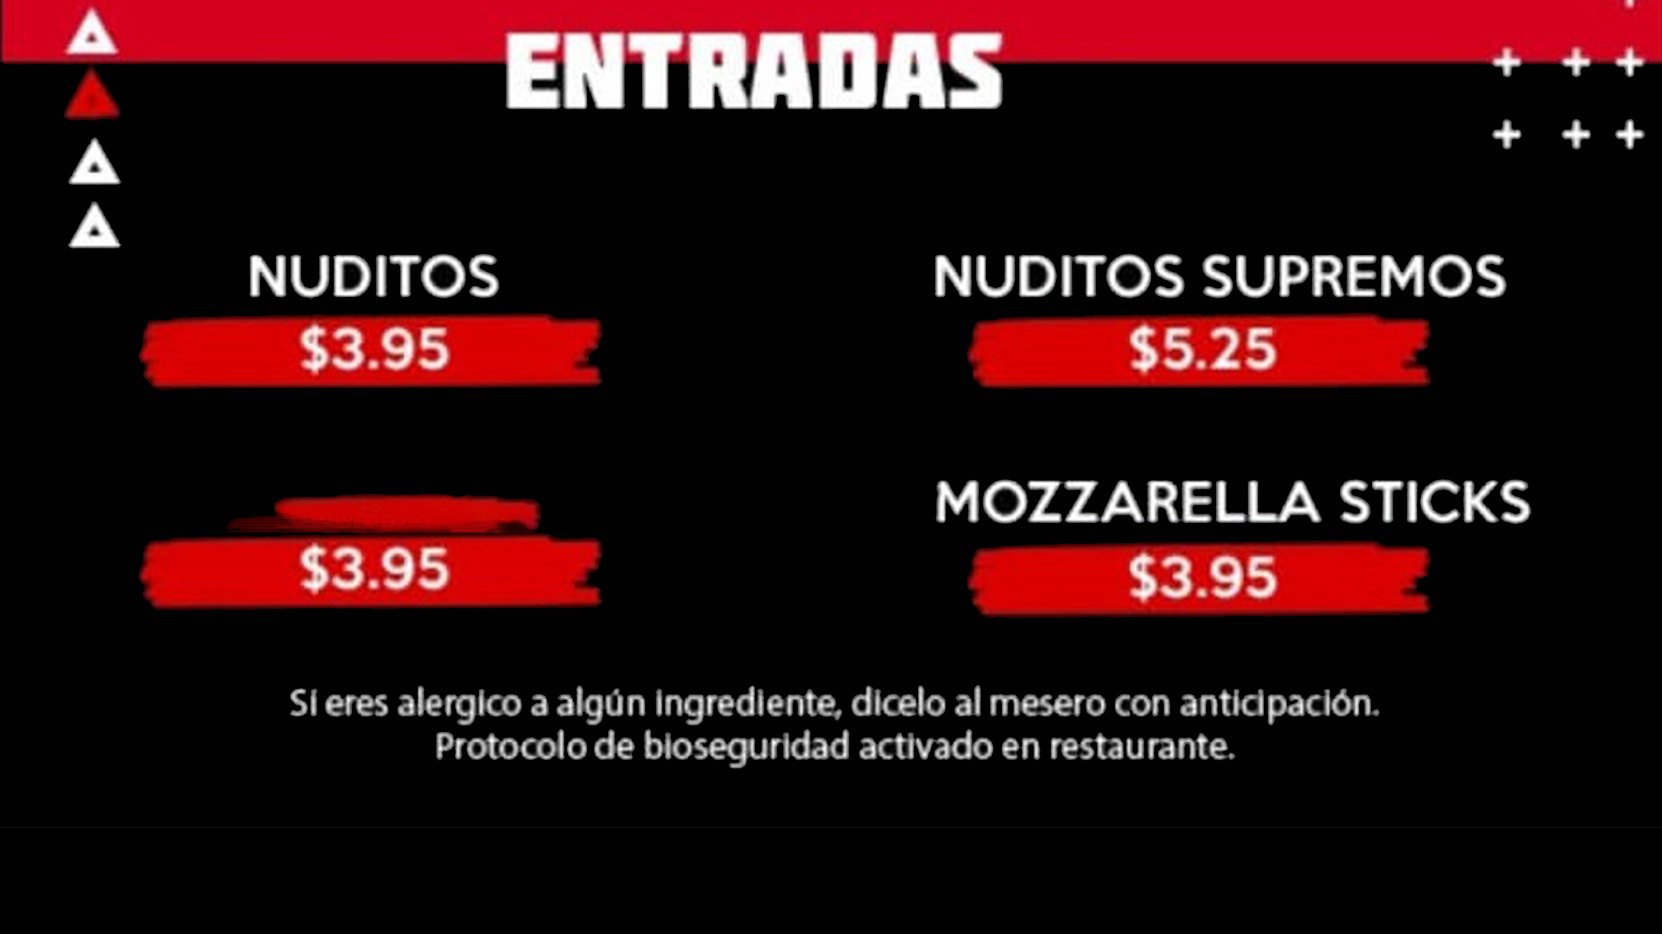 ENTRADAS
NUDITOS
$3.95
NUDITOS SUPREMOS
$5.25
$3.95
MOZZARELLA STICKS
$3.95
Si eres alergico a algún ingrediente, dicelo al mesero con anticipación.
Protocolo de bioseguridad activado en restaurante.